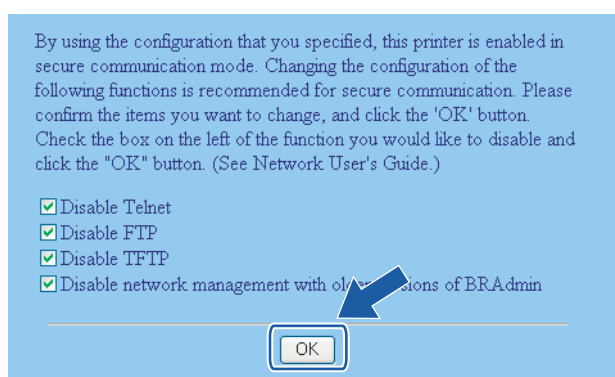 By using the configuration that you specified, this printer is enabled in
secure communication mode. Changing the configuration of the
following functions is recommended for secure communication. Please
confirm the items you want to change, and click the 'OK' button.
Check the box on the left of the function you would like to disable and
click the "OK" button. (See Network User's Guide.)
Disable Telnet
Disable FTP
Disable TFTP
Disable network management with older versions of BRAdmin
OK